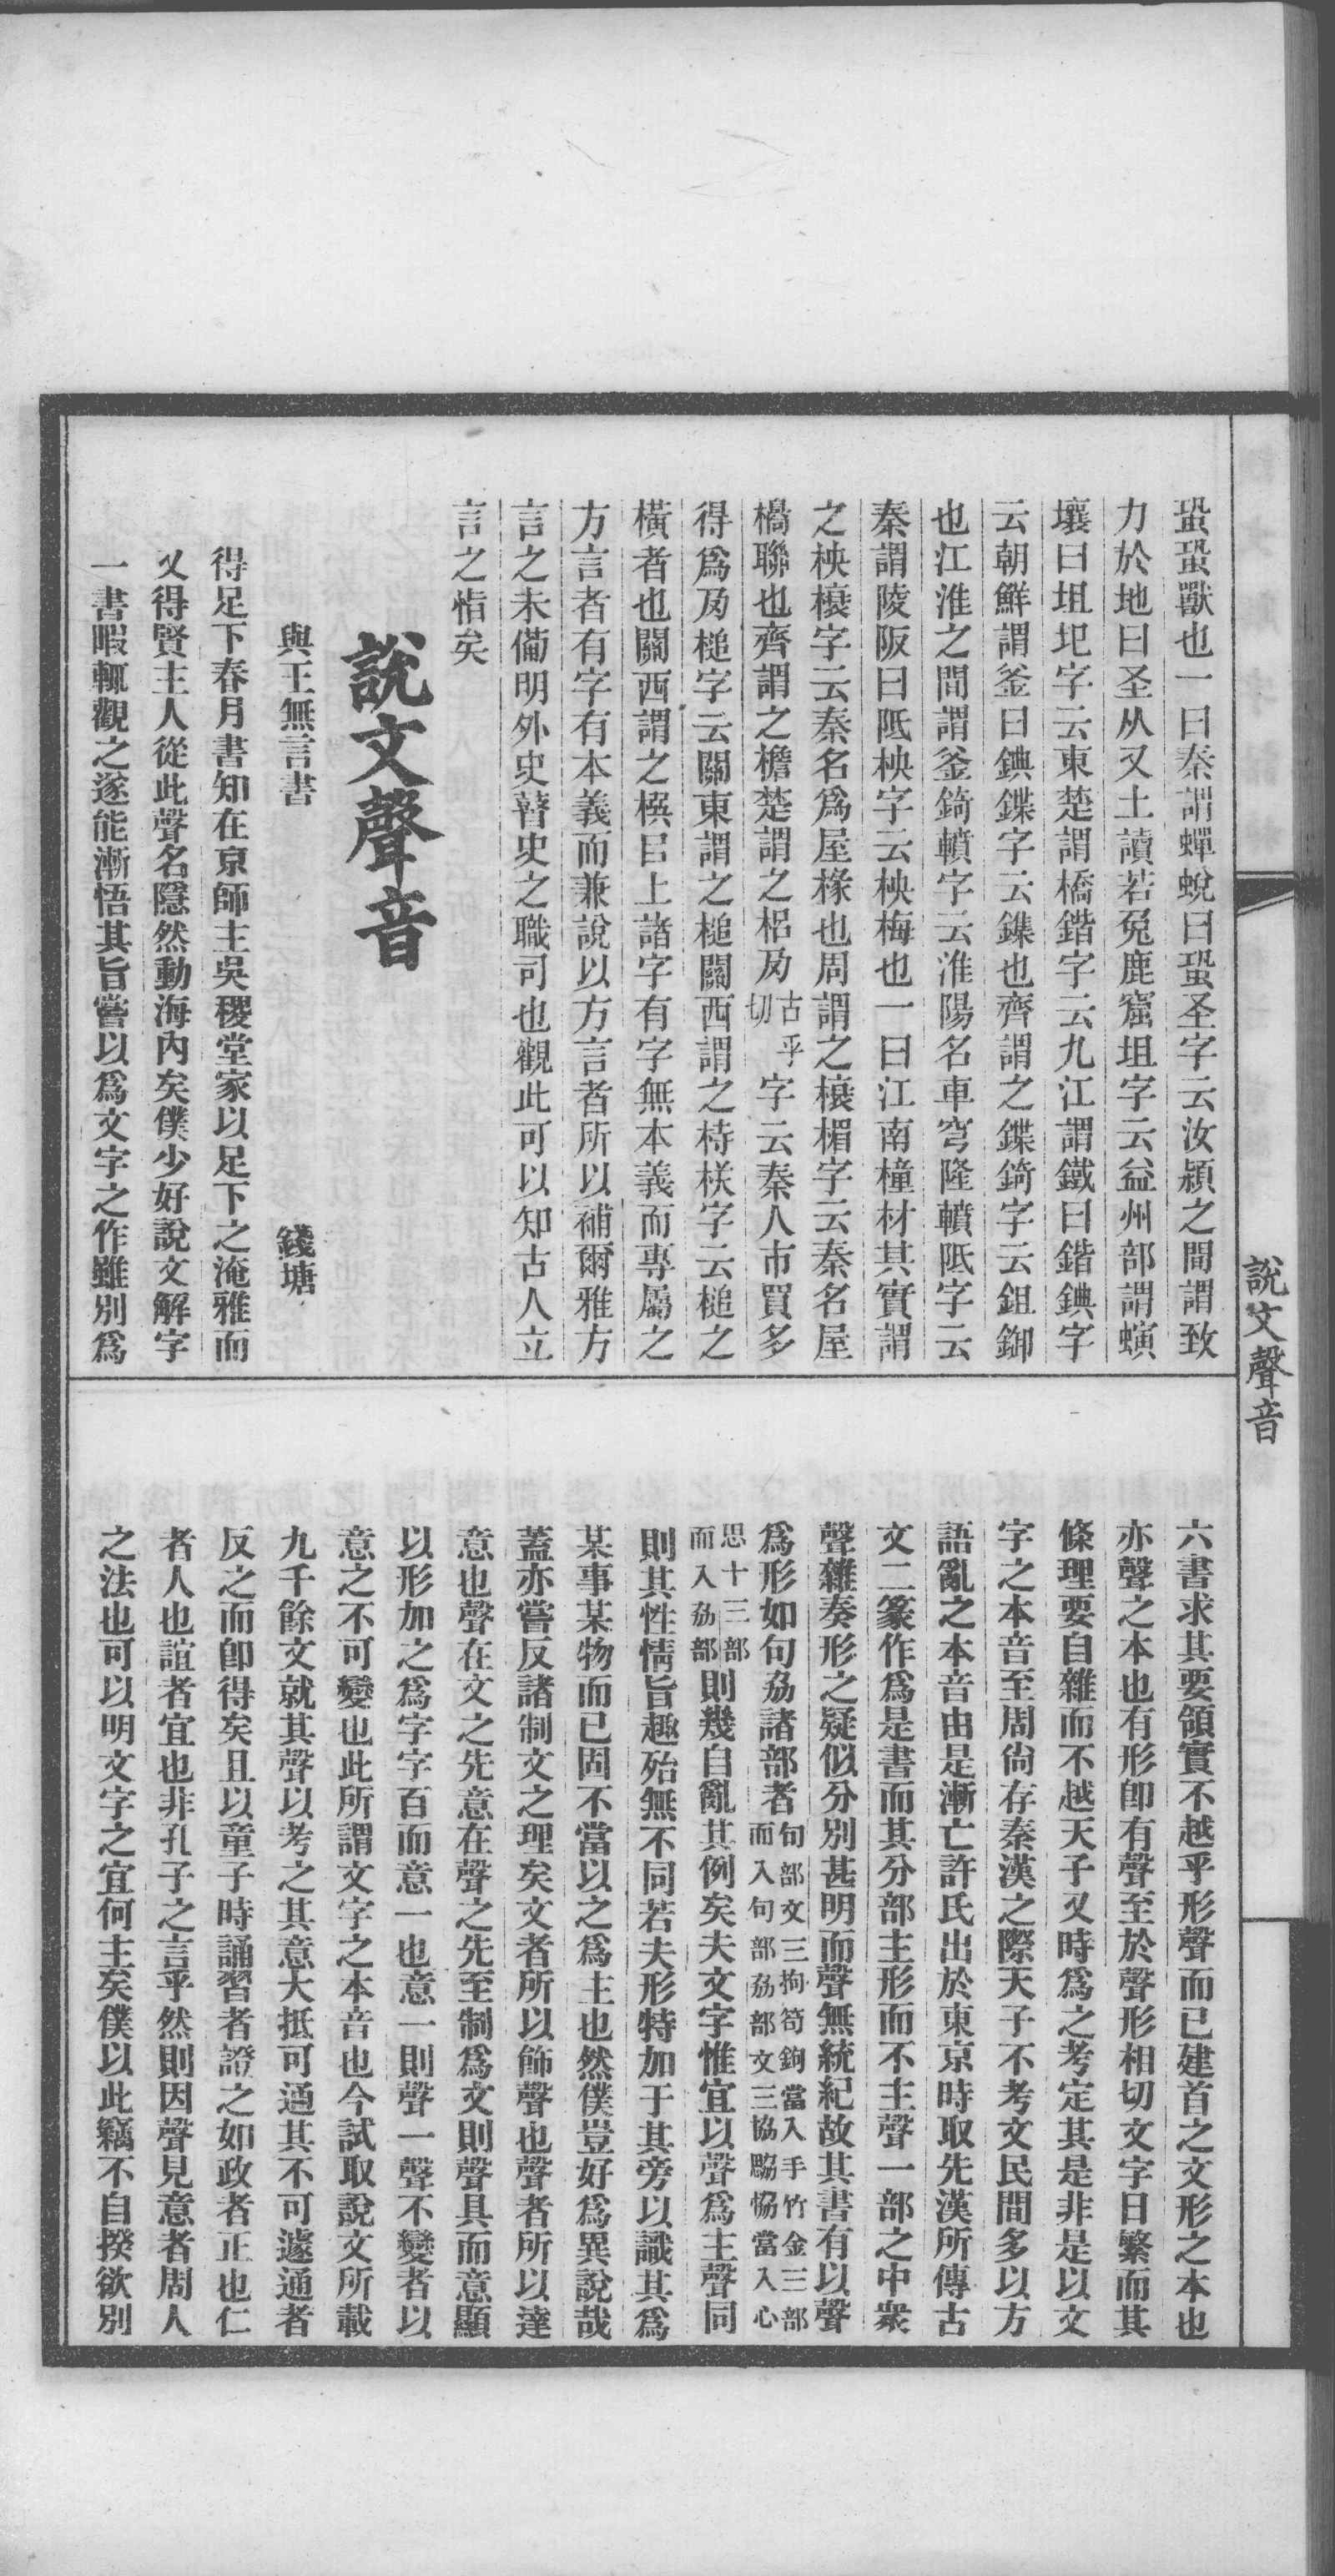 蛩蛩獸也一曰秦謂蟬蛻曰蛩圣字云汝潁之間謂致
力於地曰圣从又土讀若兔鹿窟坥字云益州部謂螾
壤曰坥圯字云東楚謂橋鍇字云九江謂鐵曰鍇錪字
云朝鮮謂釜曰錪鏶字云鏶也齊謂之鏶錡字云鉏鋤
也江淮之間謂釜錡轒字云淮陽名車穹隆轒阺字云
秦謂陵阪曰阺柍字云柍梅也一曰江南橦材其實謂
之柍榱字云秦名爲屋椽也周謂之榱楣字云秦名屋
櫋聯也齊謂之檐楚謂之梠夃古乎切字云秦人市買多
得爲夃槌字云關東謂之槌關西謂之㭙栚字云槌之
橫者也關西謂之㯢㠯上諸字有字無本義而專屬之
方言者有字有本義而兼說以方言者所以補爾雅方
言之未備明外史瞽史之職司也觀此可以知古人立
言之恉矣
說文聲音
與王無言書
錢塘
得足下春月書知在京師主吳稷堂家以足下之淹雅而
又得賢主人從此聲名隱然動海內矣僕少好說文解字
一書暇輒觀之遂能漸悟其旨嘗以爲文字之作雖別爲
六書求其要領實不越乎形聲而已建首之文形之本也
亦聲之本也有形卽有聲至於聲形相切文字日繁而其
條理要自雜而不越天子又時爲之考定其是非是以文
字之本音至周尙存秦漢之際天子不考文民間多以方
語亂之本音由是漸亡許氏出於東京時取先漢所傳古
文二篆作爲是書而其分部主形而不主聲一部之中衆
聲雜奏形之疑似分別甚明而聲無統紀故其書有以聲
爲形如句劦諸部者句部文三拘笱鉤當入手竹金三部而入句部劦部文三協勰恊當入心
思十三部而入劦部則幾自亂其例矣夫文字惟宜以聲爲主聲同
則其性情旨趣殆無不同若夫形特加于其旁以識其爲
某事某物而已固不當以之爲主也然僕豈好爲異說哉
蓋亦嘗反諸制文之理矣文者所以飾聲也聲者所以達
意也聲在文之先意在聲之先至制爲文則聲具而意顯
以形加之爲字字百而意一也意一則聲一聲不變者以
意之不可變也此所謂文字之本音也今試取說文所載
九千餘文就其聲以考之其意大抵可通其不可遽通者
反之而卽得矣且以童子時誦習者證之如政者正也仁
者人也誼者宜也非孔子之言乎然則因聲見意者周人
之法也可以明文字之宜何主矣僕以此竊不自揆欲別
說文聲音